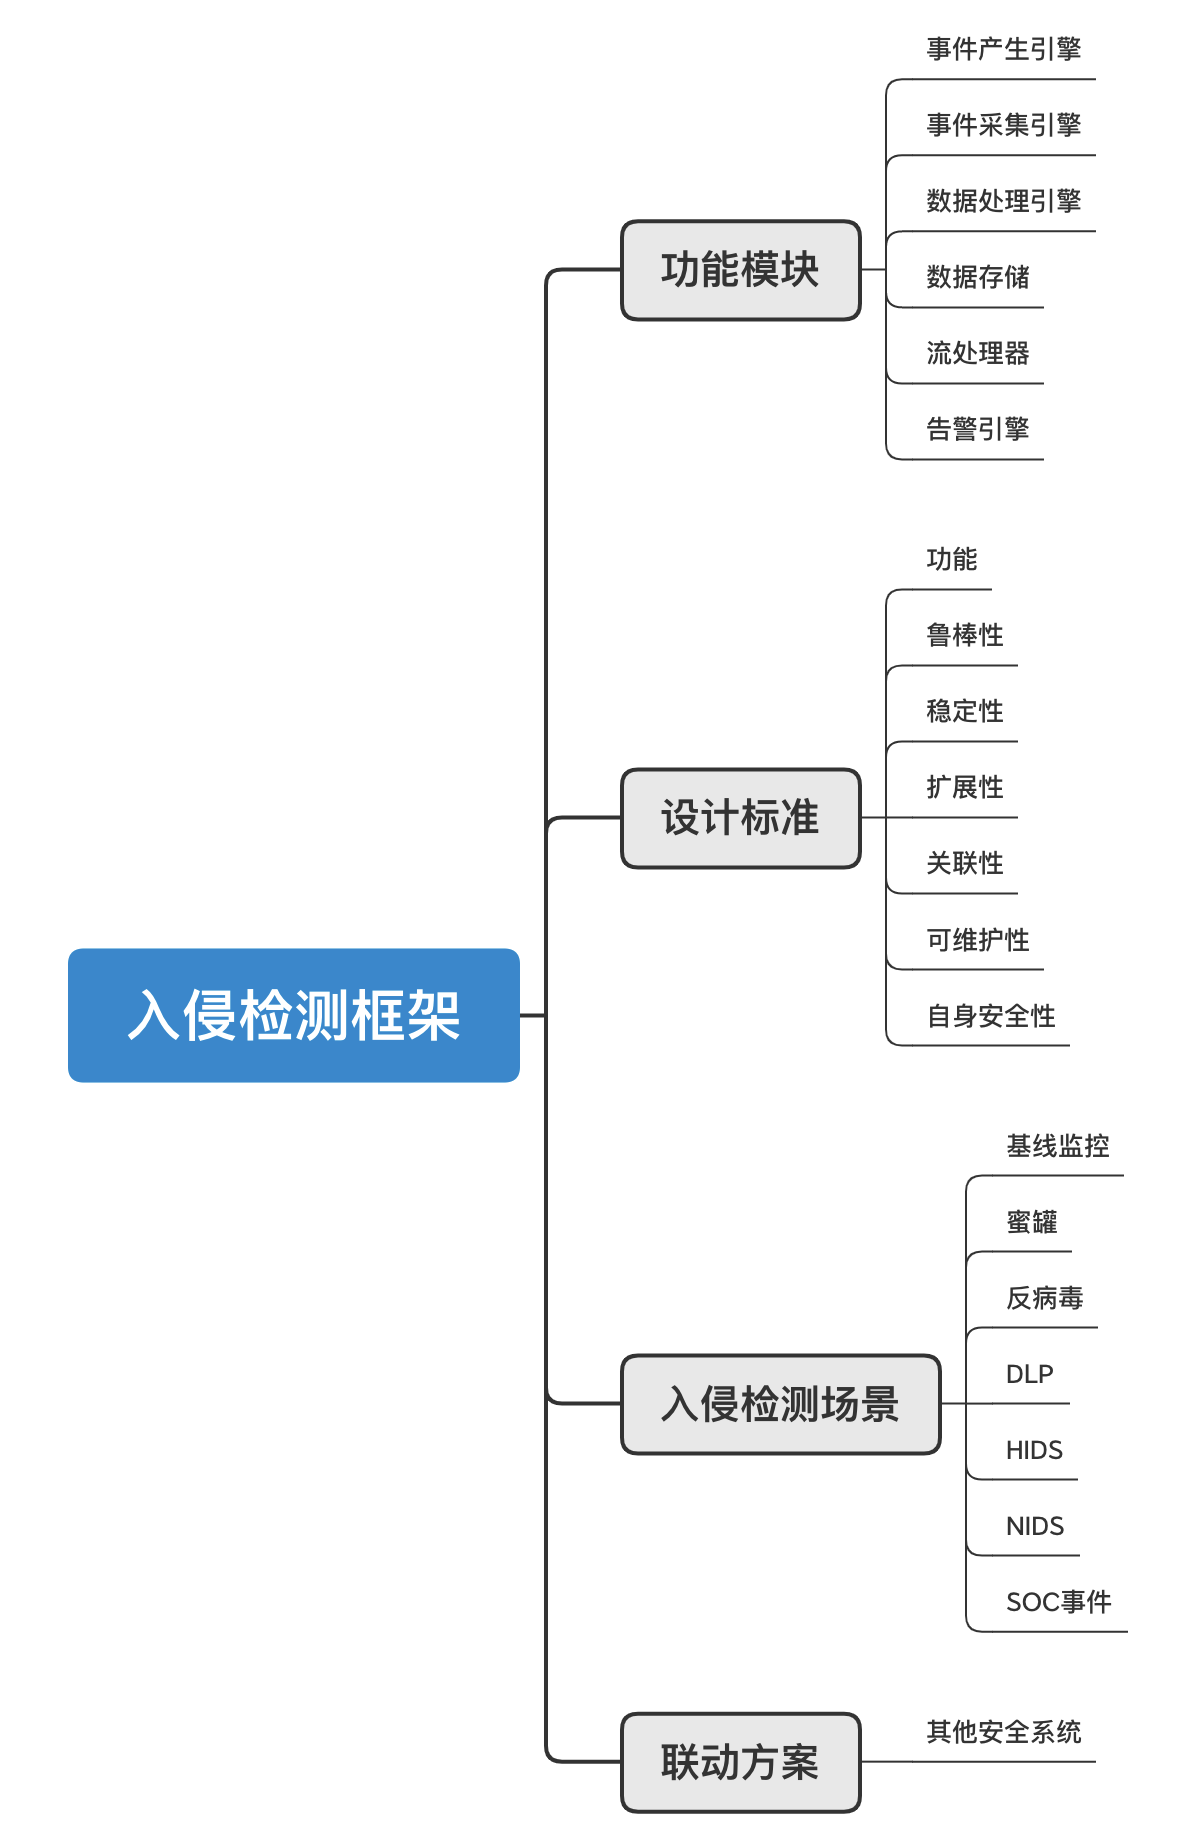 入侵检测框架
功能模块
事件产生引擎
事件采集引擎
数据处理引擎
数据存储
流处理器
告警引擎
设计标准
功能
鲁棒性
稳定性
扩展性
关联性
可维护性
自身安全性
入侵检测场景
基线监控
蜜罐
反病毒
DLP
HIDS
NIDS
SOC事件
联动方案
其他安全系统